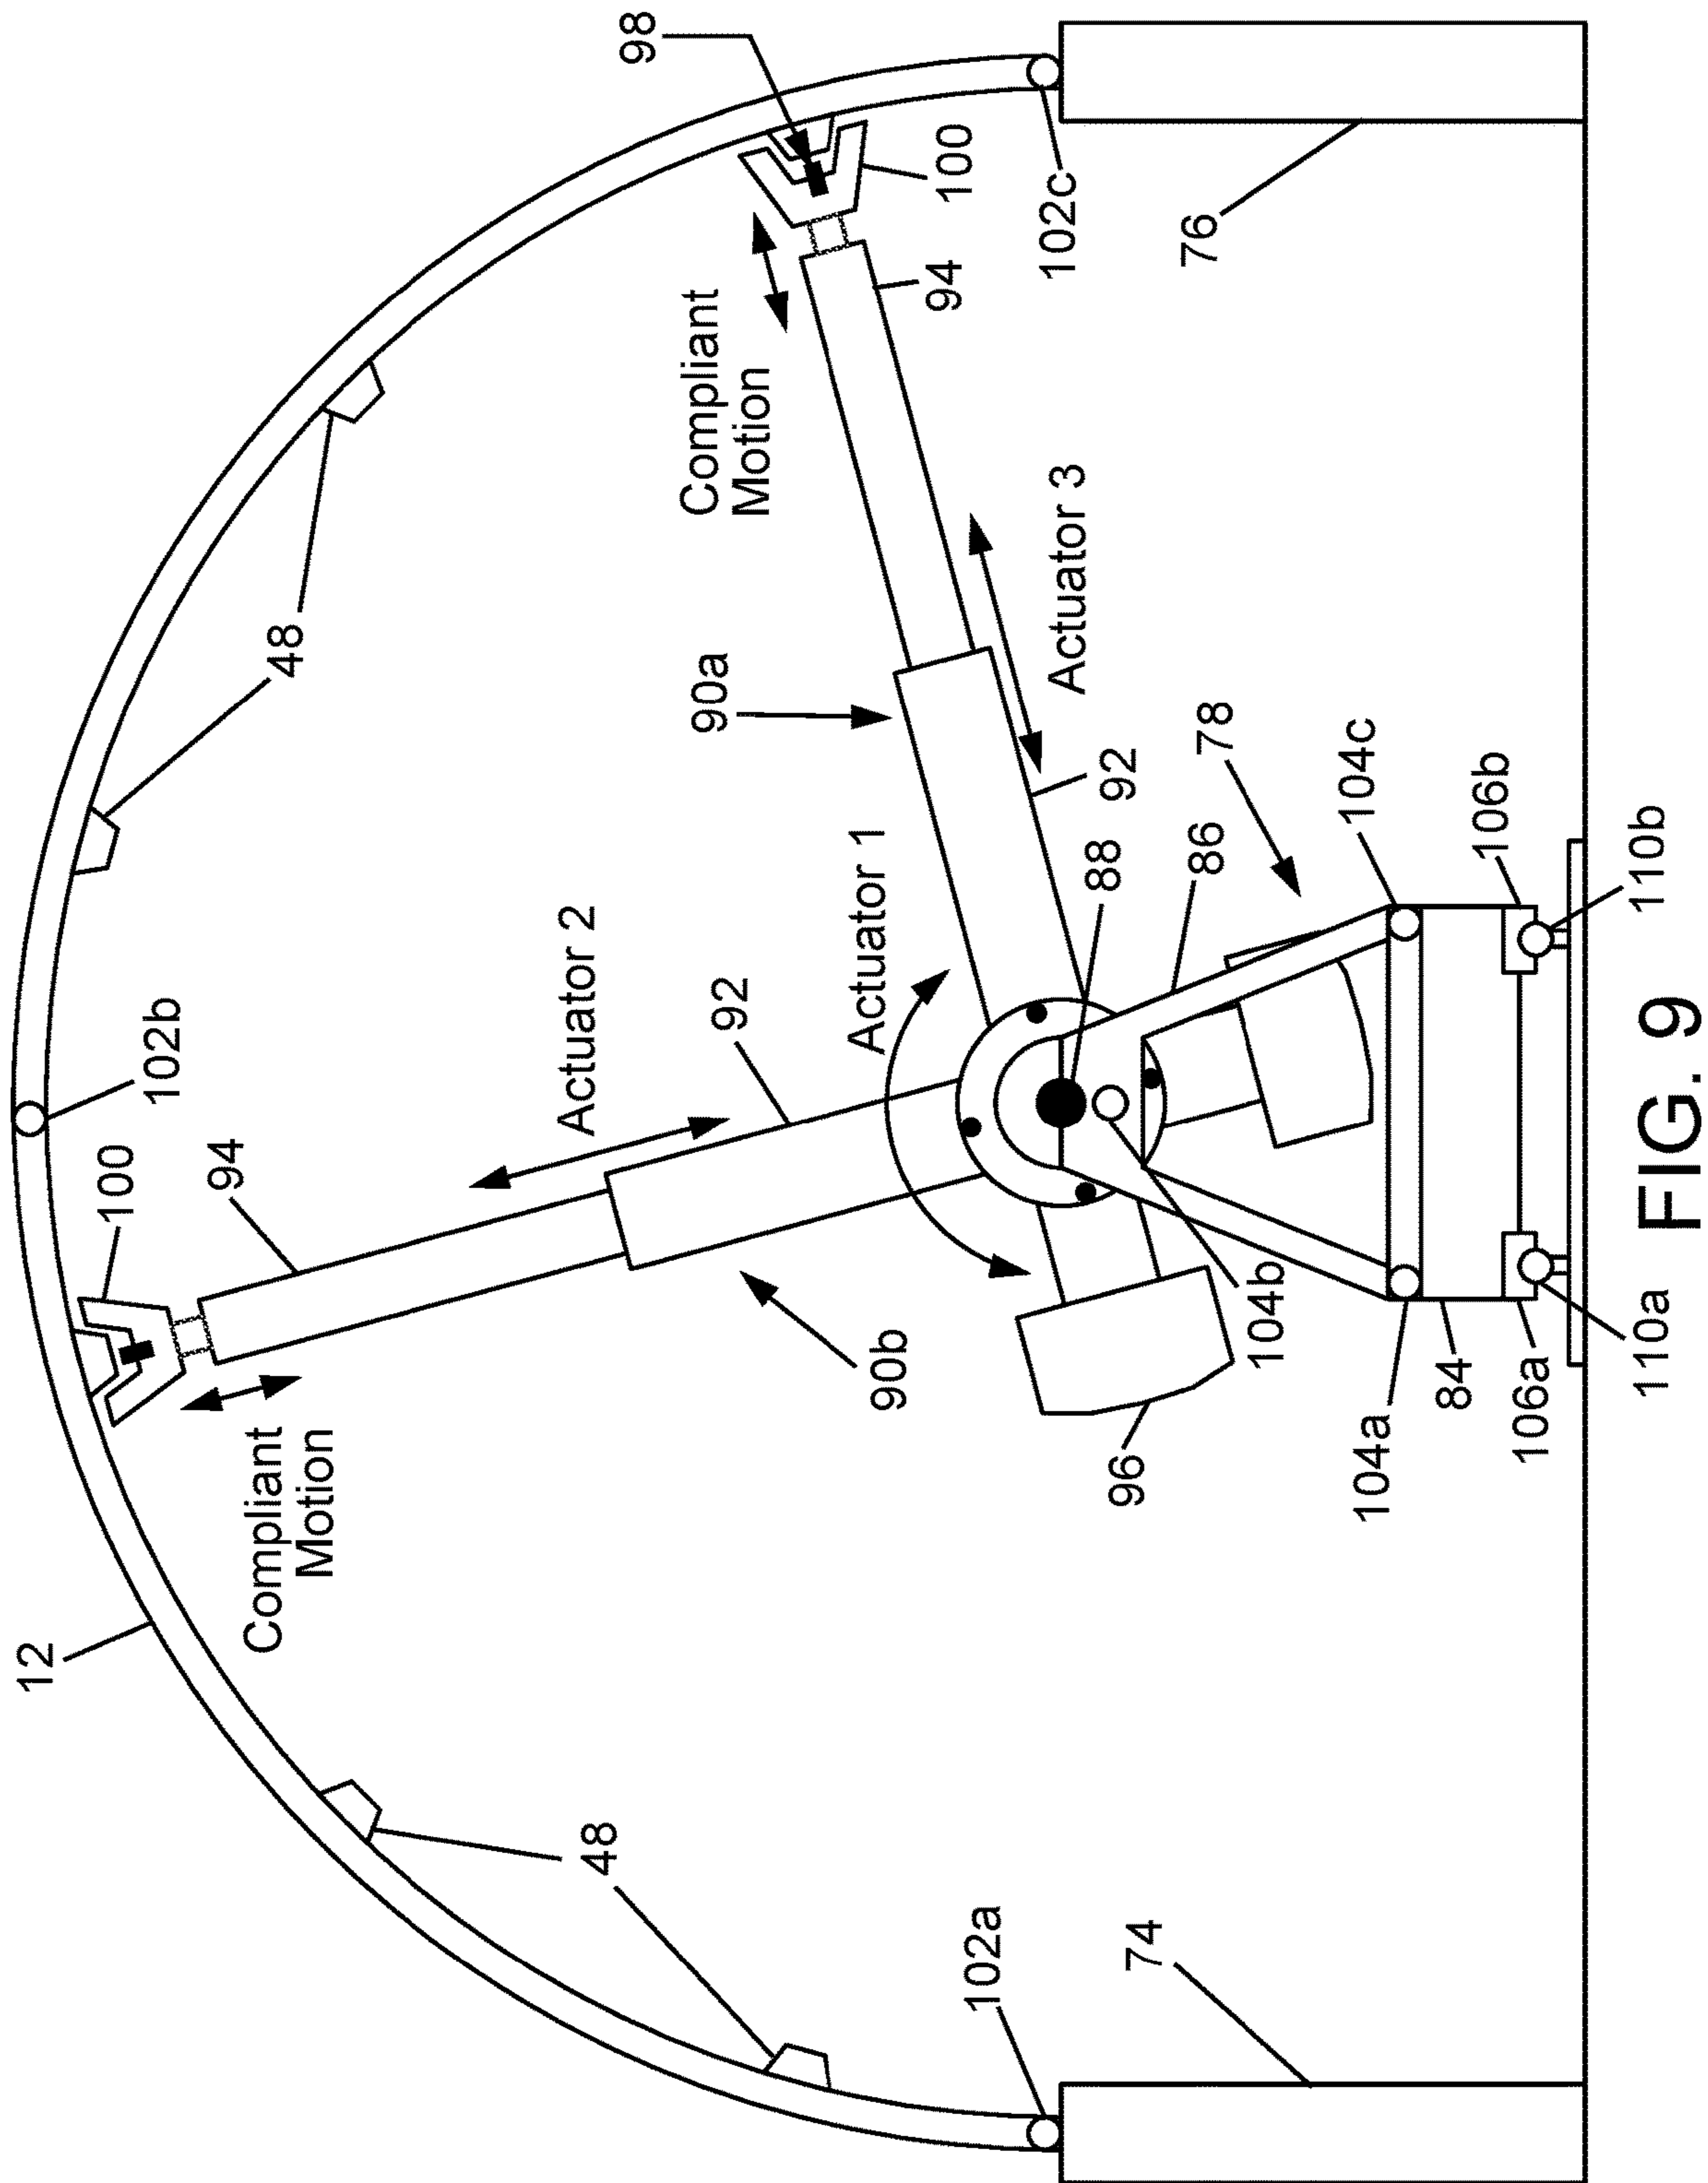 12
102b
100
94
48
Compliant
Motion
Actuator 2
48
98
92
90a
Compliant
Motion
Actuator 1
90b
94
100
102a
Actuator 3
102c
96
88
92
74
86
78
76
104b
104a
104c
84
106b
106a
110a
110b
FIG. 9